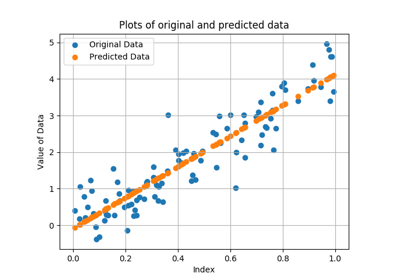 Plots of original and predicted data
Original Data
Predicted Data
Value of Data
5
4
3
2
1
0
0.0 0.2 0.4 0.6 0.8 1.0
Index